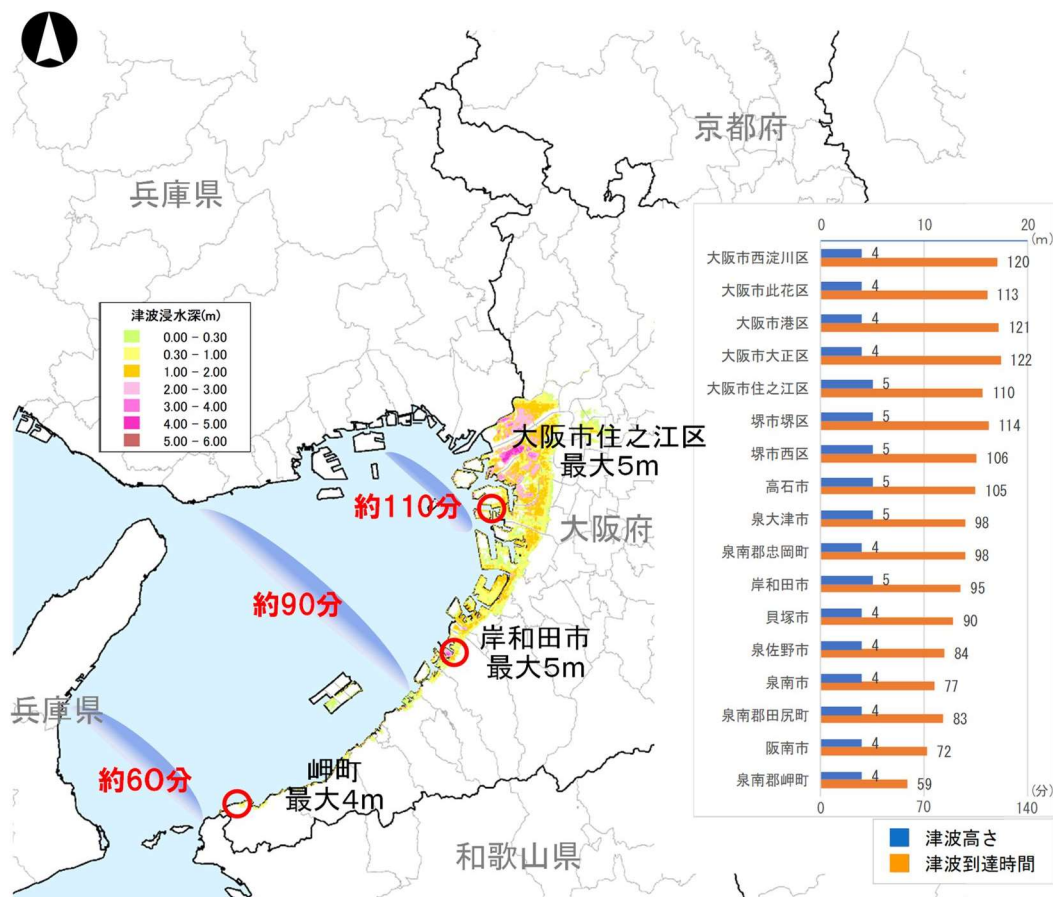 京都府
兵庫県
津波浸水深(m)
0.00 - 0.30
0.30 - 1.00
1.00 - 2.00
2.00 - 3.00
3.00 - 4.00
4.00 - 5.00
5.00 - 6.00
大阪市住之江区
最大5m
約110分
大阪府
約90分
岸和田市
最大5m
兵庫県
約60分
岬町
最大4m
和歌山県
0 10 20
(m)
大阪市西淀川区 4 120
大阪市此花区 4 113
大阪市港区 4 121
大阪市大正区 4 122
大阪市住之江区 5 110
堺市堺区 5 114
堺市西区 5 106
高石市 5 105
泉大津市 5 98
泉南郡忠岡町 4 98
岸和田市 5 95
貝塚市 4 90
泉佐野市 4 84
泉南市 4 77
泉南郡田尻町 4 83
阪南市 4 72
泉南郡岬町 4 59
(分)
0 70 140
津波高さ
津波到達時間